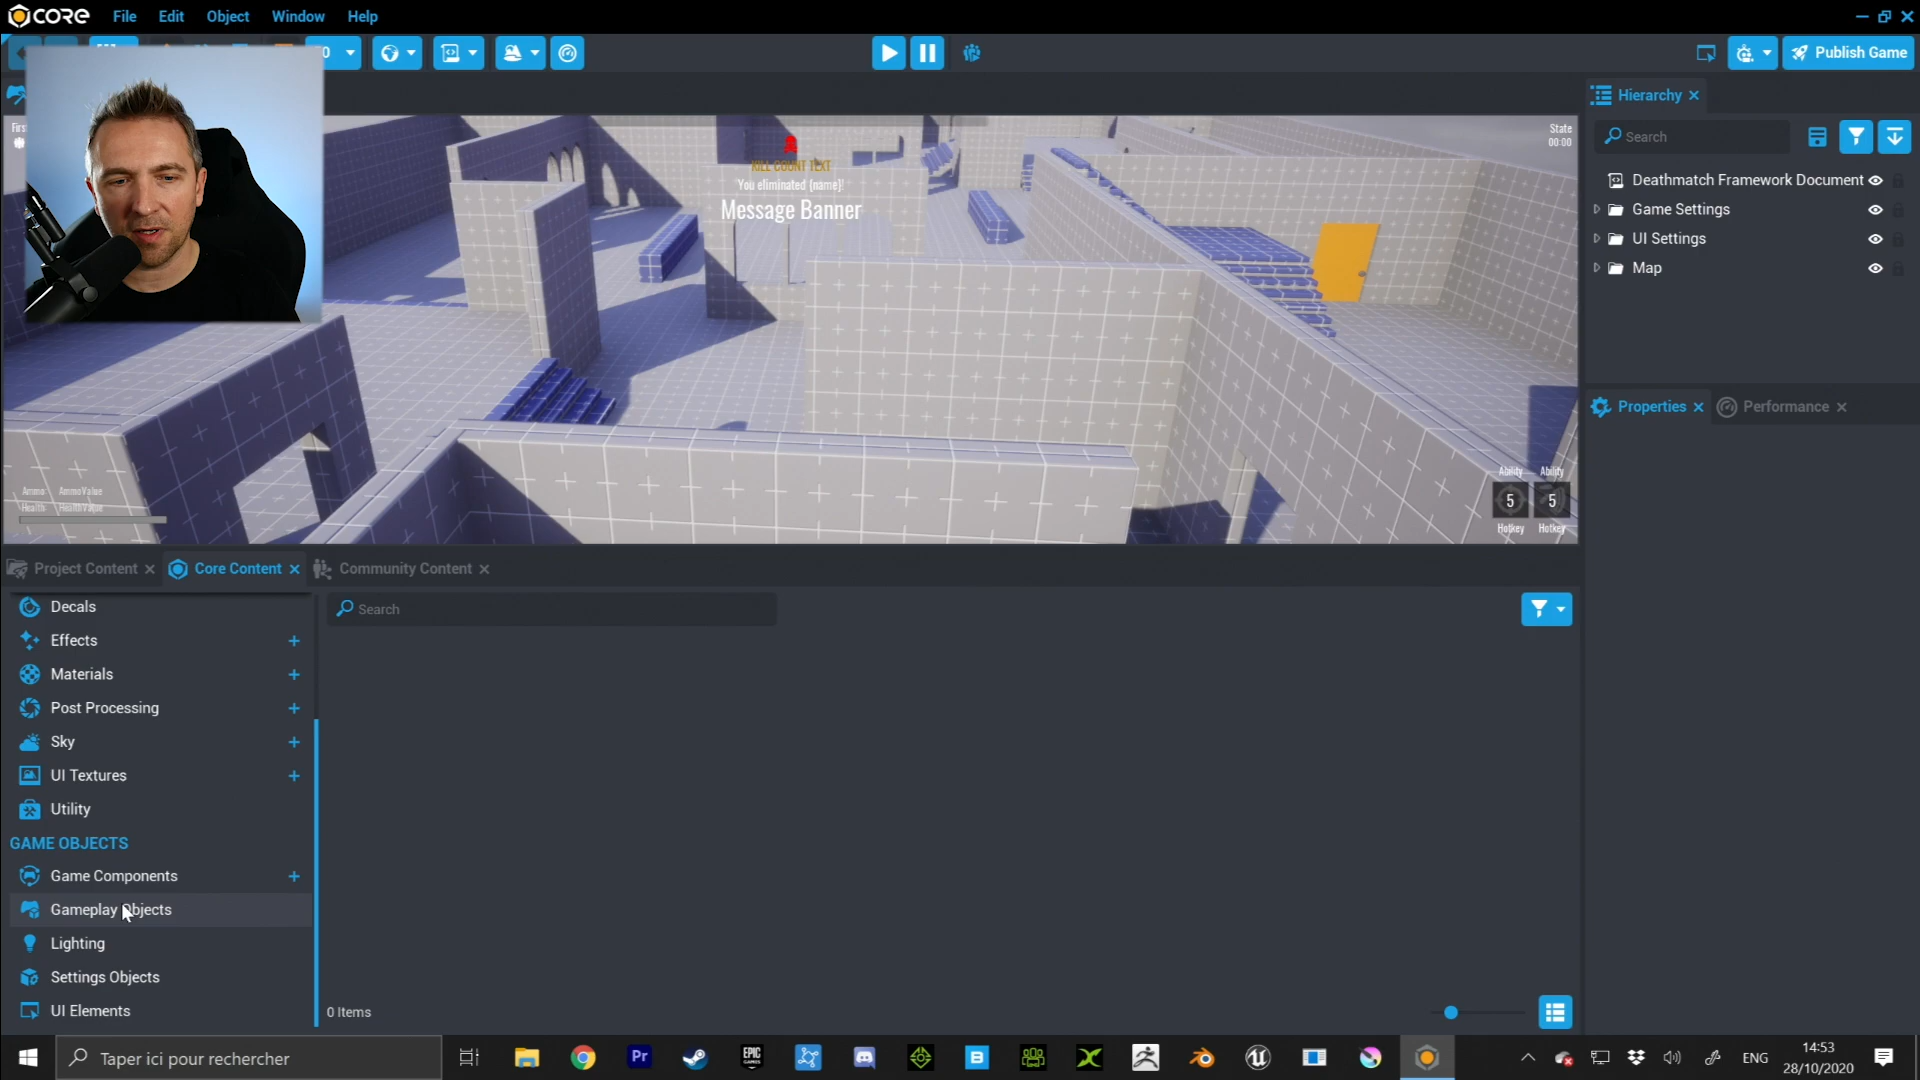 CORE File Edit Object Window Help
Publish Game
Hierarchy
Search
Deathmatch Framework Document
Game Settings
UI Settings
Map
State
00:00
KILL COUNT TEXT
You eliminated {name}!
Message Banner
Ammo AmmoValue
Health HealthValue
Ability Ability
5 5
Hotkey Hotkey
Properties Performance
Project Content Core Content Community Content
Search
Decals
Effects
Materials
Post Processing
Sky
UI Textures
Utility
GAME OBJECTS
Game Components
Gameplay Objects
Lighting
Settings Objects
UI Elements
0 Items
Taper ici pour rechercher
Pr
EPIC GAMES
B
ENG
14:53
28/10/2020